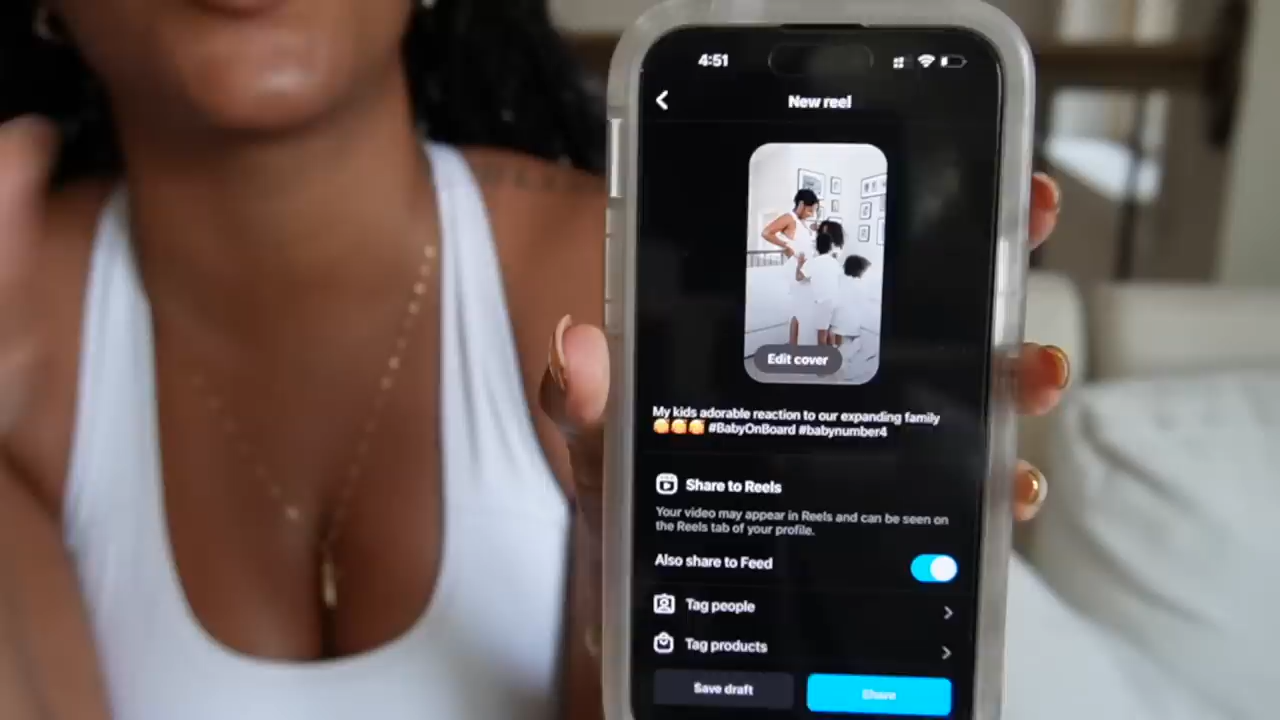 4:51
New reel
Edit cover
My kids adorable reaction to our expanding family
🥰🥰🥰 #BabyOnBoard #babynumber4
Share to Reels
Your video may appear in Reels and can be seen on
the Reels tab of your profile.
Also share to Feed
Tag people
Tag products
Save draft
Share